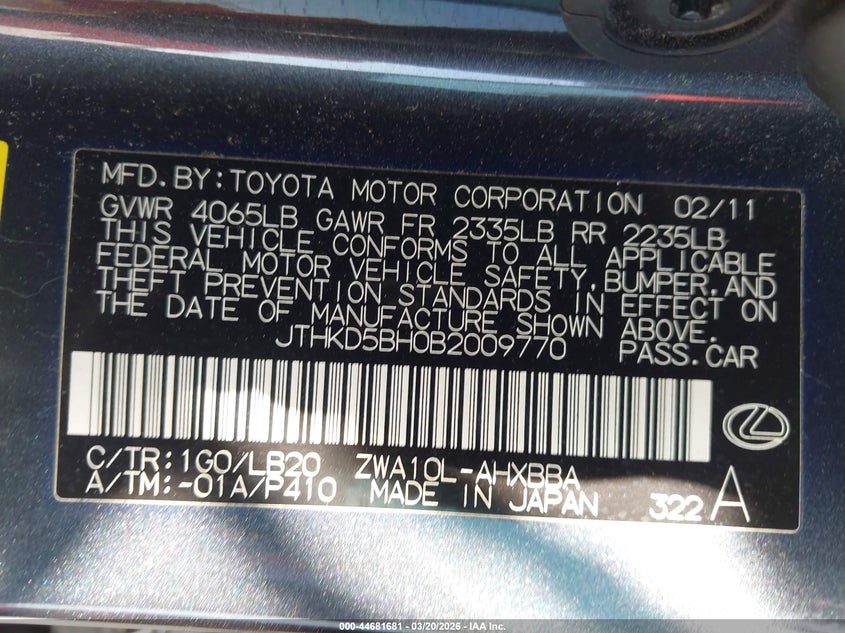 MFD.BY:TOYOTA MOTOR CORPORATION 02/11
GVWR 4065LB GAWR FR 2335LB RR 2235LB
THIS VEHICLE CONFORMS TO ALL APPLICABLE
FEDERAL MOTOR VEHICLE SAFETY,BUMPER,AND
THEFT PREVENTION STANDARDS IN EFFECT ON
THE DATE OF MANUFACTURE SHOWN ABOVE.
JTHKD5BH0B2009770 PASS.CAR
C/TR:1G0/LB20 ZWA10L-AHXBBA
A/TM:-01A/P410 MADE IN JAPAN 322 A
000-44681681 - 03/20/2026 - IAA Inc.